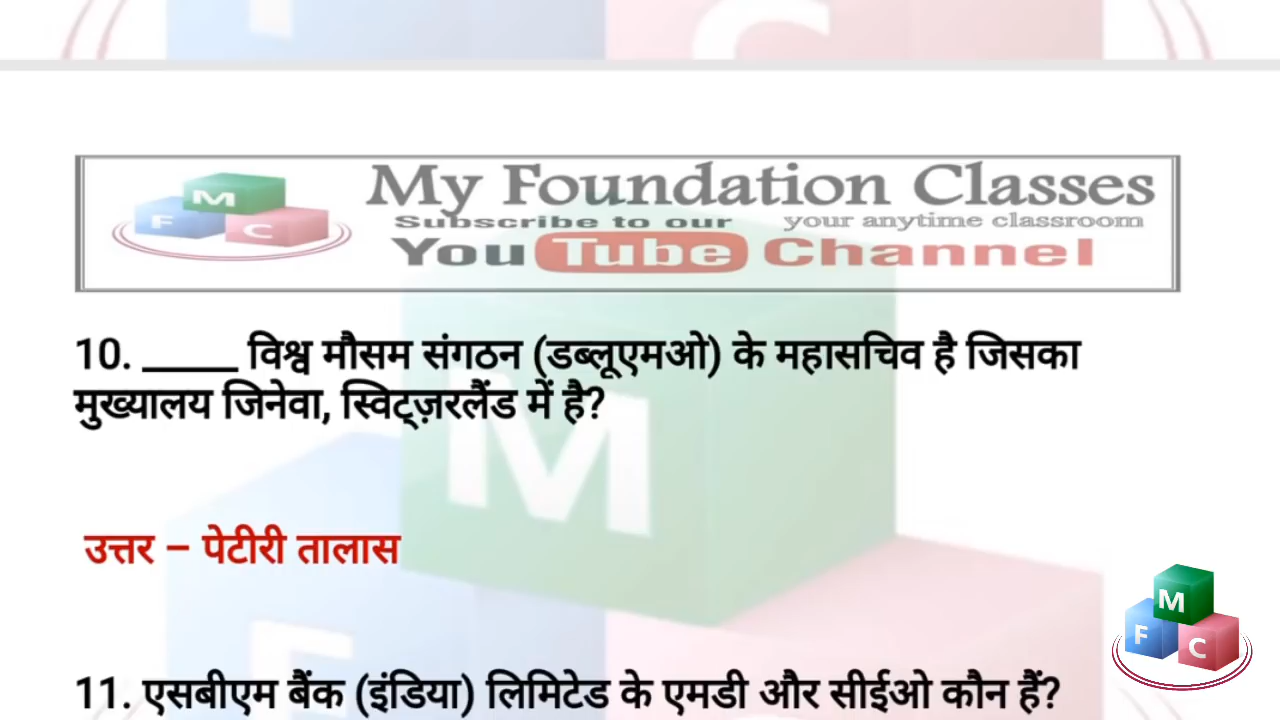 M
F
C
My Foundation Classes
Subscribe to our your anytime classroom
YouTube Channel
10. _____ विश्व मौसम संगठन (डब्लूएमओ) के महासचिव है जिसका
मुख्यालय जिनेवा, स्विट्ज़रलैंड में है?
M
उत्तर – पेटीरी तालास
F
M
F
C
11. एसबीएम बैंक (इंडिया) लिमिटेड के एमडी और सीईओ कौन हैं?